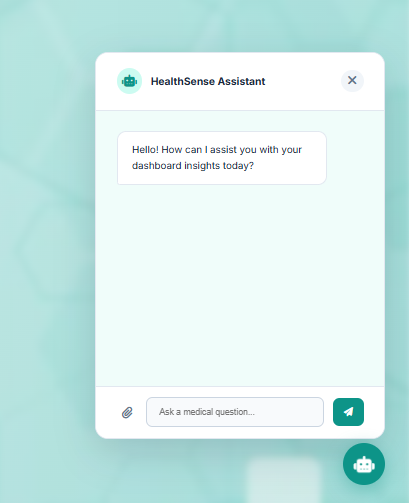 HealthSense Assistant
Hello! How can I assist you with your
dashboard insights today?
Ask a medical question...